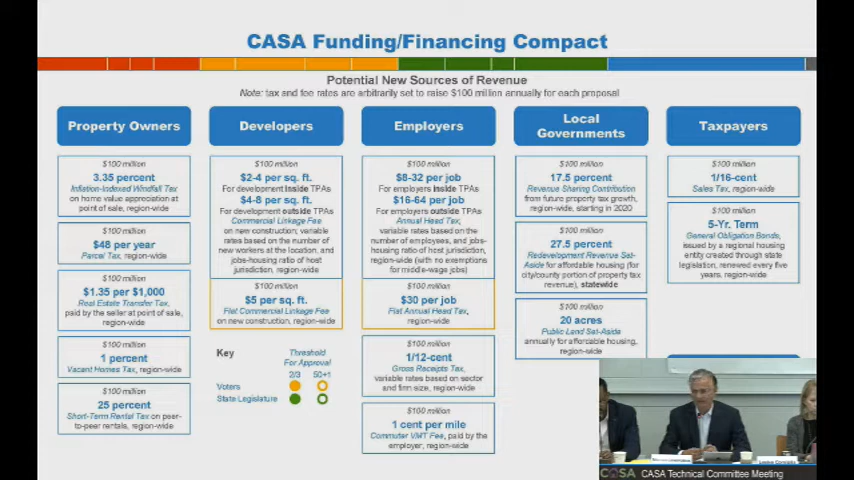 CASA Funding/Financing Compact
Potential New Sources of Revenue
Note: tax and fee rates are arbitrarily set to raise $100 million annually for each proposal
Property Owners
$100 million
3.35 percent
Inflation-Indexed Windfall Tax
on home value appreciation at
point of sale, region-wide
$100 million
$48 per year
Parcel Tax, region-wide
$100 million
$1.35 per $1,000
Real Estate Transfer Tax,
paid by the seller at point of sale,
region-wide
$100 million
1 percent
Vacant Homes Tax, region-wide
$100 million
25 percent
Short-Term Rental Tax on peer-
to-peer rentals, region-wide
Developers
$100 million
$2-4 per sq. ft.
For development inside TPAs
$4-8 per sq. ft.
For development outside TPAs
Commercial Linkage Fee
on new construction; variable
rates based on the number of
new workers at the location, and
jobs-housing ratio of host
jurisdiction, region-wide
$100 million
$5 per sq. ft.
Flat Commercial Linkage Fee
on new construction, region-wide
Key
Threshold
For Approval
2/3 50+1
Voters
State Legislature
Employers
$100 million
$8-32 per job
For employers inside TPAs
$16-64 per job
For employers outside TPAs
Annual Head Tax,
variable rates based on the
number of employees, and jobs-
housing ratio of host jurisdiction,
region-wide (with no exemptions
for middle-wage jobs)
$100 million
$30 per job
Flat Annual Head Tax,
region-wide
$100 million
1/12-cent
Gross Receipts Tax,
variable rates based on sector
and firm size, region-wide
$100 million
1 cent per mile
Commuter VMT Fee, paid by the
employer, region-wide
Local
Governments
$100 million
17.5 percent
Revenue Sharing Contribution
from future property tax growth,
region-wide, starting in 2020
$100 million
27.5 percent
Redevelopment Revenue Set-
Aside for affordable housing (for
city/county portion of property tax
revenue), statewide
$100 million
20 acres
Public Land Set-Aside
annually for affordable housing,
region-wide
Taxpayers
$100 million
1/16-cent
Sales Tax, region-wide
$100 million
5-Yr. Term
General Obligation Bonds,
issued by a regional housing
entity created through state
legislation, renewed every five
years, region-wide
CASA CASA Technical Committee Meeting